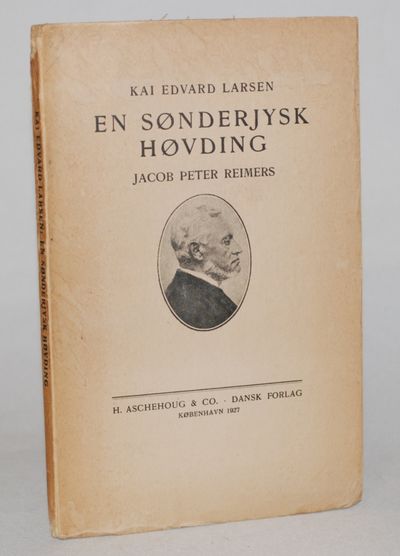 KAI EDVARD LARSEN
EN SØNDERJYSK
HØVDING
JACOB PETER REIMERS
H. ASCHEHOUG & CO. · DANSK FORLAG
KØBENHAVN 1927
KAI EDVARD LARSEN: EN SØNDERJYSK HØVDING